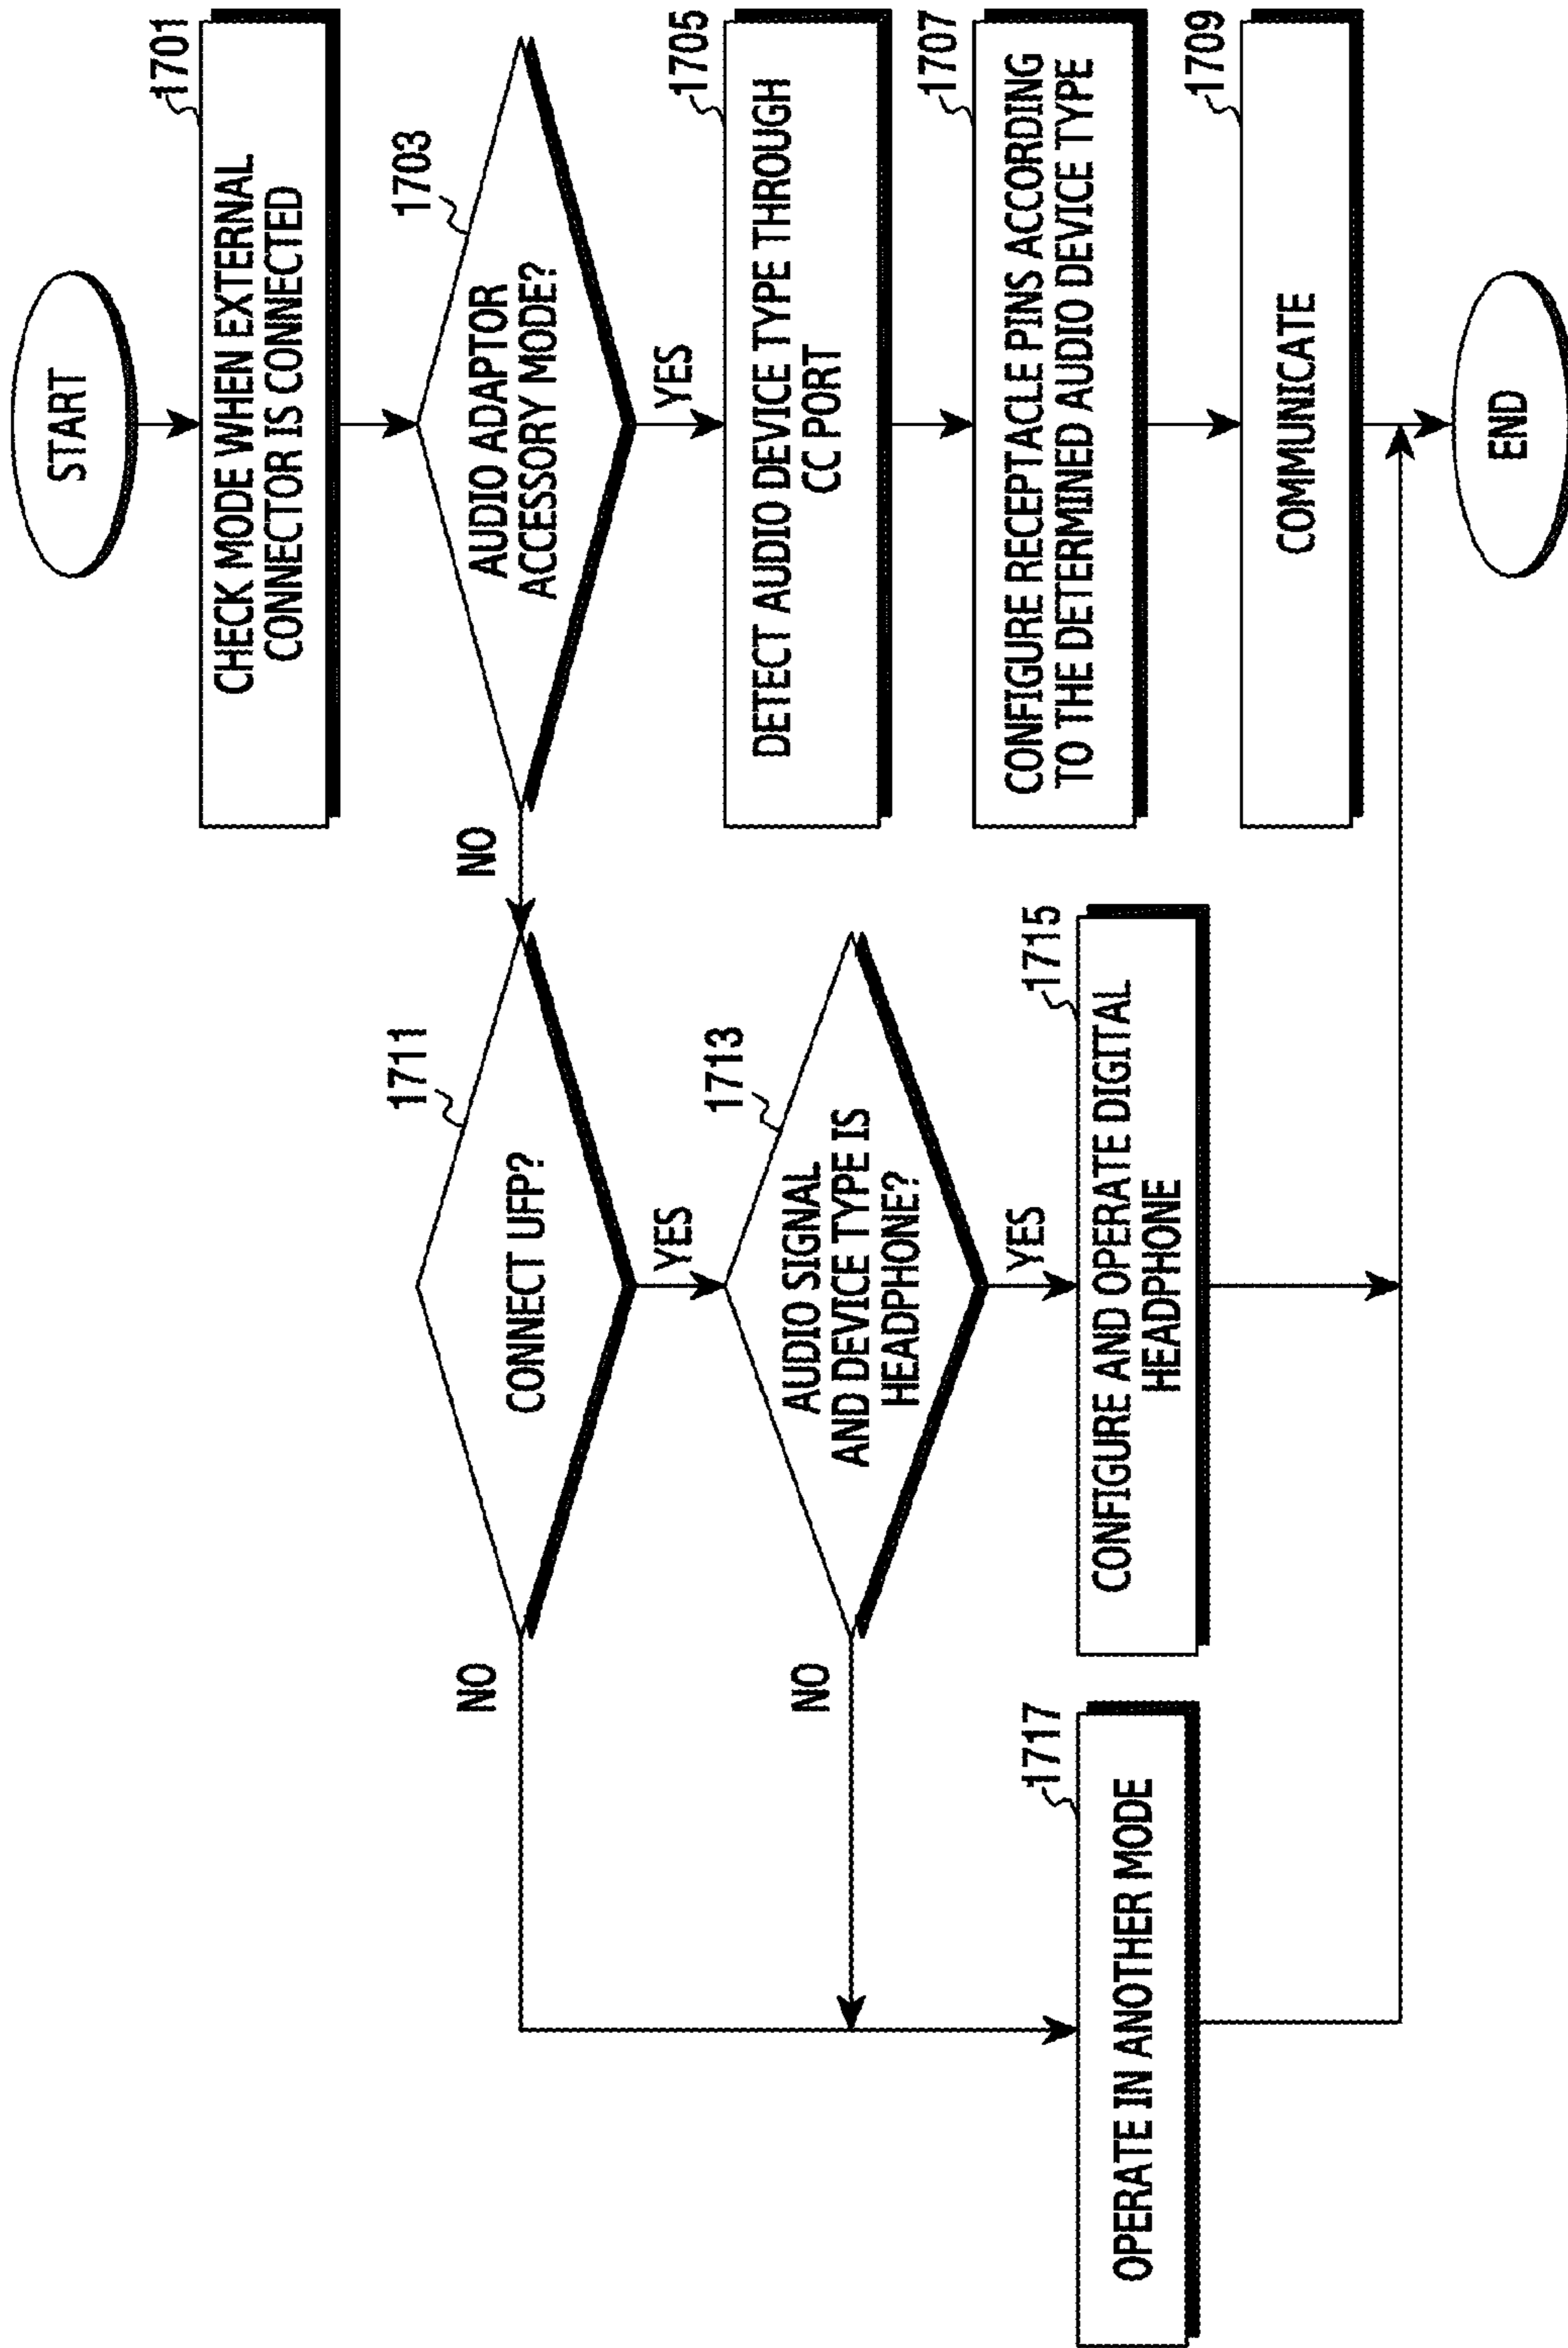 START
1701
CHECK MODE WHEN EXTERNAL
CONNECTOR IS CONNECTED
1703
AUDIO ADAPTOR
ACCESSORY MODE?
NO
YES
1705
DETECT AUDIO DEVICE TYPE THROUGH
CC PORT
1707
CONFIGURE RECEPTACLE PINS ACCORDING
TO THE DETERMINED AUDIO DEVICE TYPE
1709
COMMUNICATE
END
1711
CONNECT UFP?
NO
YES
1713
AUDIO SIGNAL
AND DEVICE TYPE IS
HEADPHONE?
NO
YES
1715
CONFIGURE AND OPERATE DIGITAL
HEADPHONE
1717
OPERATE IN ANOTHER MODE